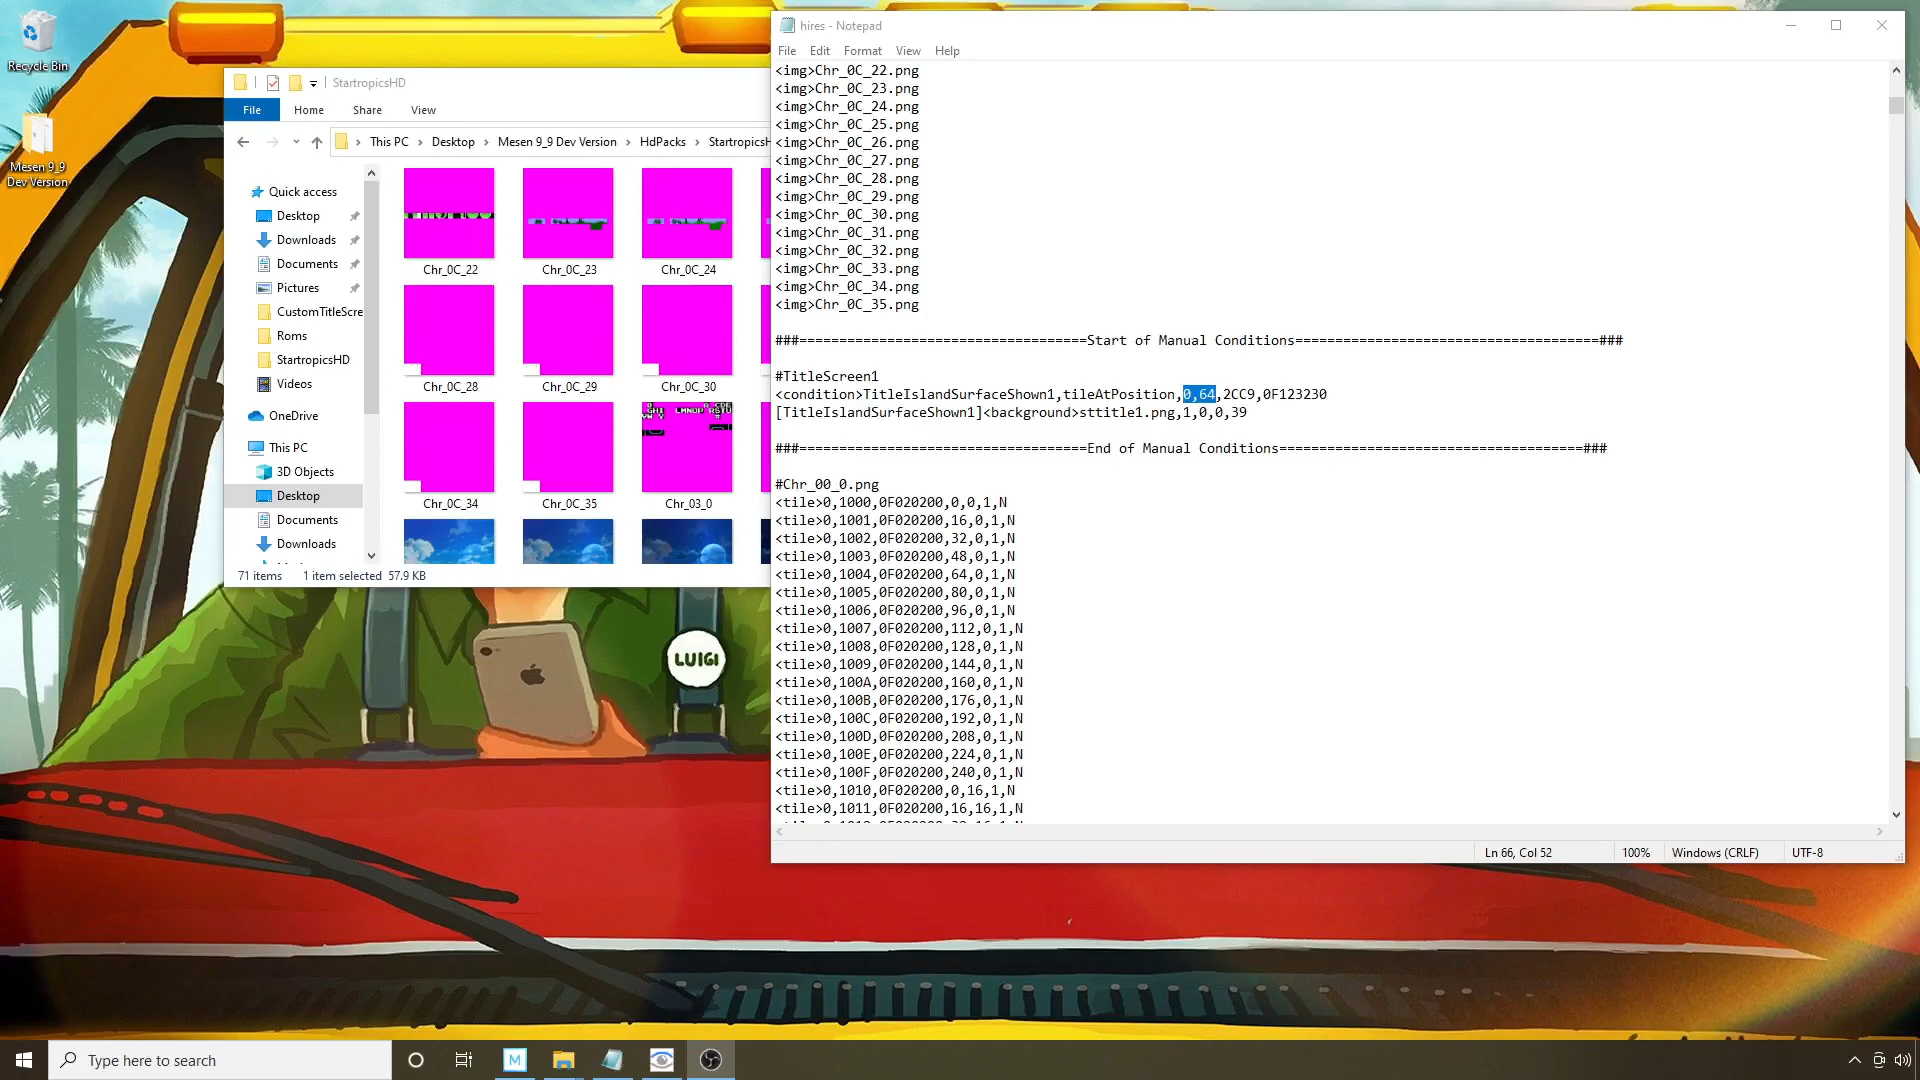 Recycle Bin
Mesen 9_9
Dev Version
StartropicsHD
File
Home
Share
View
This PC
Desktop
Mesen 9_9 Dev Version
HdPacks
StartropicsH
Quick access
Desktop
Downloads
Documents
Pictures
CustomTitleScre
Roms
StartropicsHD
Videos
OneDrive
This PC
3D Objects
Desktop
Documents
Downloads
Chr_0C_22
Chr_0C_23
Chr_0C_24
Chr_0C_28
Chr_0C_29
Chr_0C_30
Chr_0C_34
Chr_0C_35
Chr_03_0
71 items
1 item selected 57.9 KB
LUIGI
hires - Notepad
File
Edit
Format
View
Help
<img>Chr_0C_22.png
<img>Chr_0C_23.png
<img>Chr_0C_24.png
<img>Chr_0C_25.png
<img>Chr_0C_26.png
<img>Chr_0C_27.png
<img>Chr_0C_28.png
<img>Chr_0C_29.png
<img>Chr_0C_30.png
<img>Chr_0C_31.png
<img>Chr_0C_32.png
<img>Chr_0C_33.png
<img>Chr_0C_34.png
<img>Chr_0C_35.png
###====================================Start of Manual Conditions======================================###
#TitleScreen1
<condition>TitleIslandSurfaceShown1,tileAtPosition,0,64,2CC9,0F123230
[TitleIslandSurfaceShown1]<background>sttitle1.png,1,0,0,39
###====================================End of Manual Conditions======================================###
#Chr_00_0.png
<tile>0,1000,0F020200,0,0,1,N
<tile>0,1001,0F020200,16,0,1,N
<tile>0,1002,0F020200,32,0,1,N
<tile>0,1003,0F020200,48,0,1,N
<tile>0,1004,0F020200,64,0,1,N
<tile>0,1005,0F020200,80,0,1,N
<tile>0,1006,0F020200,96,0,1,N
<tile>0,1007,0F020200,112,0,1,N
<tile>0,1008,0F020200,128,0,1,N
<tile>0,1009,0F020200,144,0,1,N
<tile>0,100A,0F020200,160,0,1,N
<tile>0,100B,0F020200,176,0,1,N
<tile>0,100C,0F020200,192,0,1,N
<tile>0,100D,0F020200,208,0,1,N
<tile>0,100E,0F020200,224,0,1,N
<tile>0,100F,0F020200,240,0,1,N
<tile>0,1010,0F020200,0,16,1,N
<tile>0,1011,0F020200,16,16,1,N
Ln 66, Col 52
100%
Windows (CRLF)
UTF-8
Type here to search